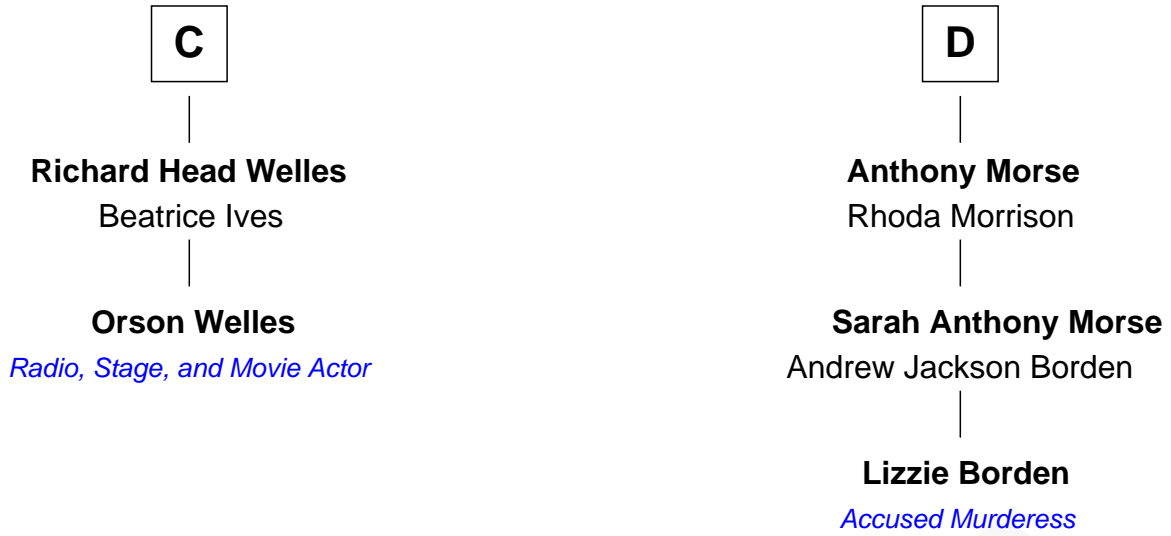 C
Richard Head Welles
Beatrice Ives
Orson Welles
Radio, Stage, and Movie Actor
D
Anthony Morse
Rhoda Morrison
Sarah Anthony Morse
Andrew Jackson Borden
Lizzie Borden
Accused Murderess